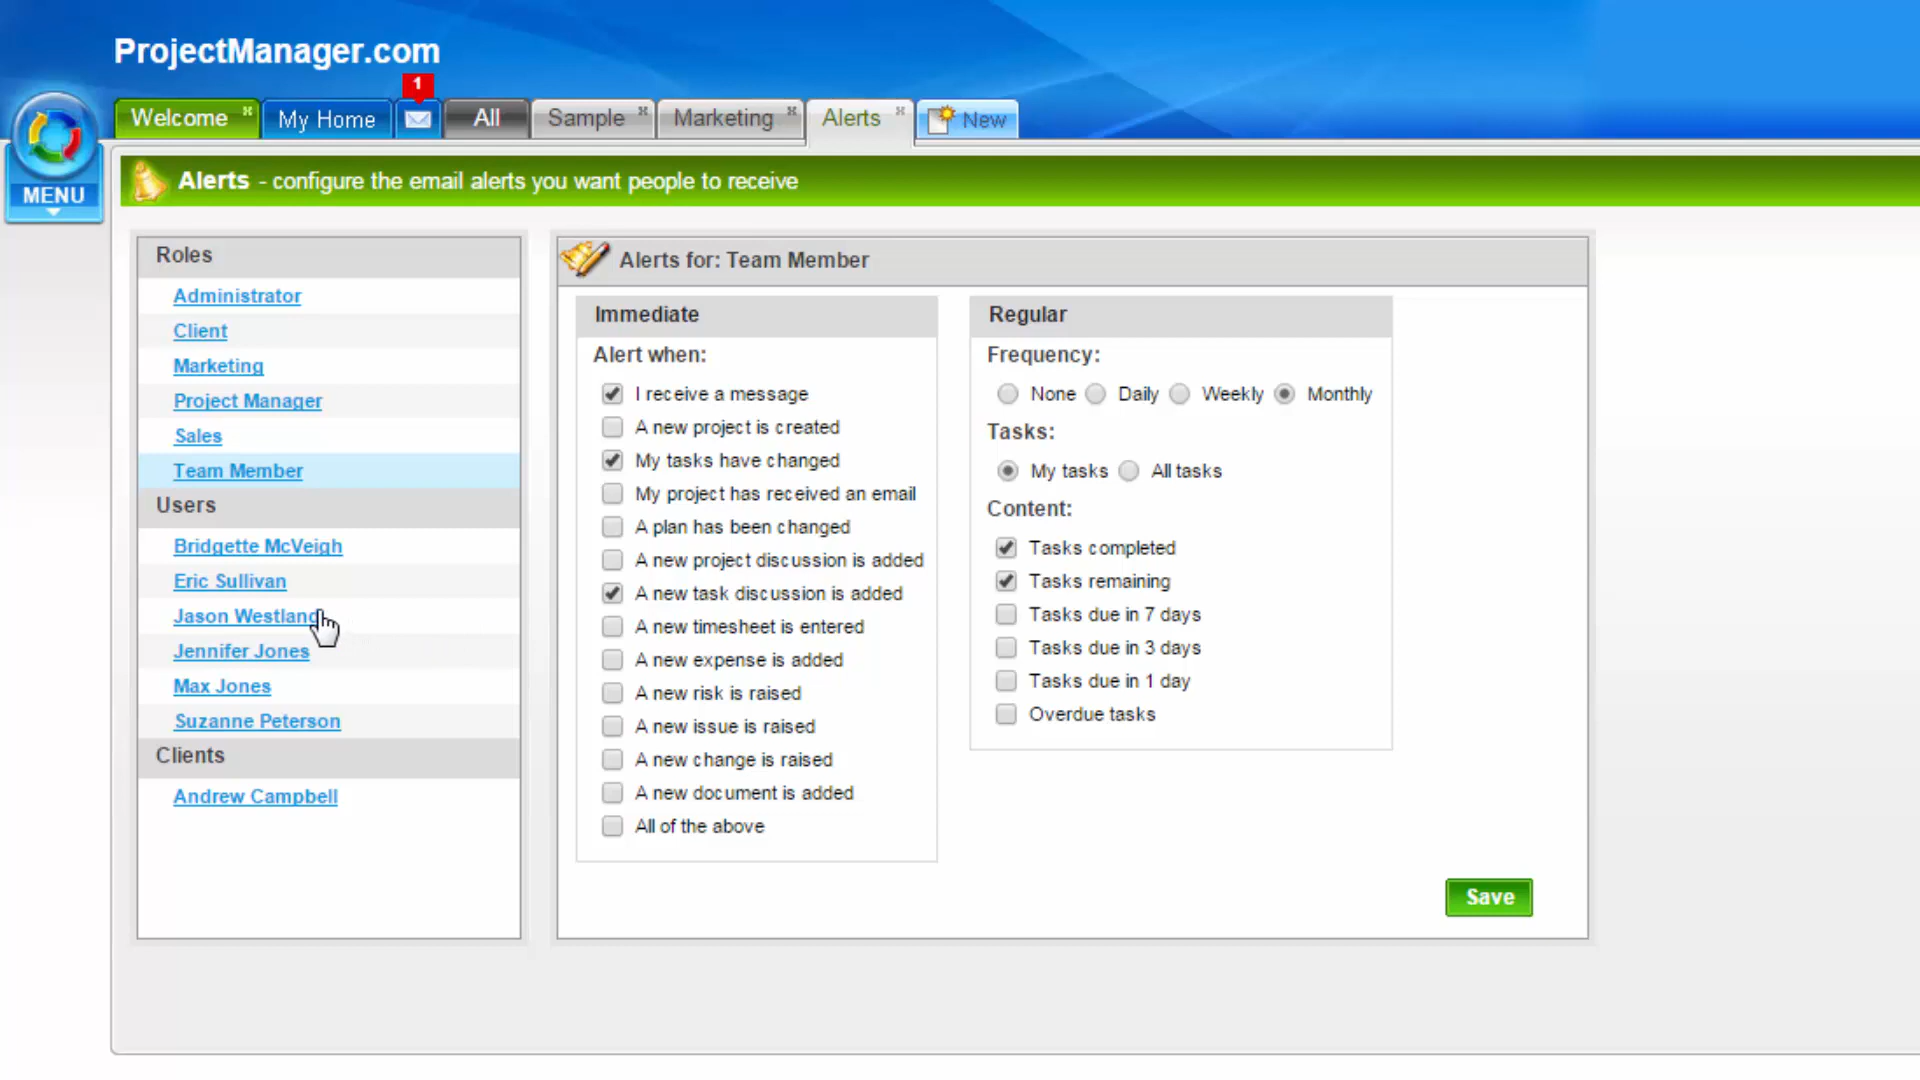 ProjectManager.com
1
Welcome
My Home
All
Sample
Marketing
Alerts
New
MENU
Alerts - configure the email alerts you want people to receive
Roles
Administrator
Client
Marketing
Project Manager
Sales
Team Member
Users
Bridgette McVeigh
Eric Sullivan
Jason Westland
Jennifer Jones
Max Jones
Suzanne Peterson
Clients
Andrew Campbell
Alerts for: Team Member
Immediate
Alert when:
I receive a message
A new project is created
My tasks have changed
My project has received an email
A plan has been changed
A new project discussion is added
A new task discussion is added
A new timesheet is entered
A new expense is added
A new risk is raised
A new issue is raised
A new change is raised
A new document is added
All of the above
Regular
Frequency:
None Daily Weekly Monthly
Tasks:
My tasks All tasks
Content:
Tasks completed
Tasks remaining
Tasks due in 7 days
Tasks due in 3 days
Tasks due in 1 day
Overdue tasks
Save